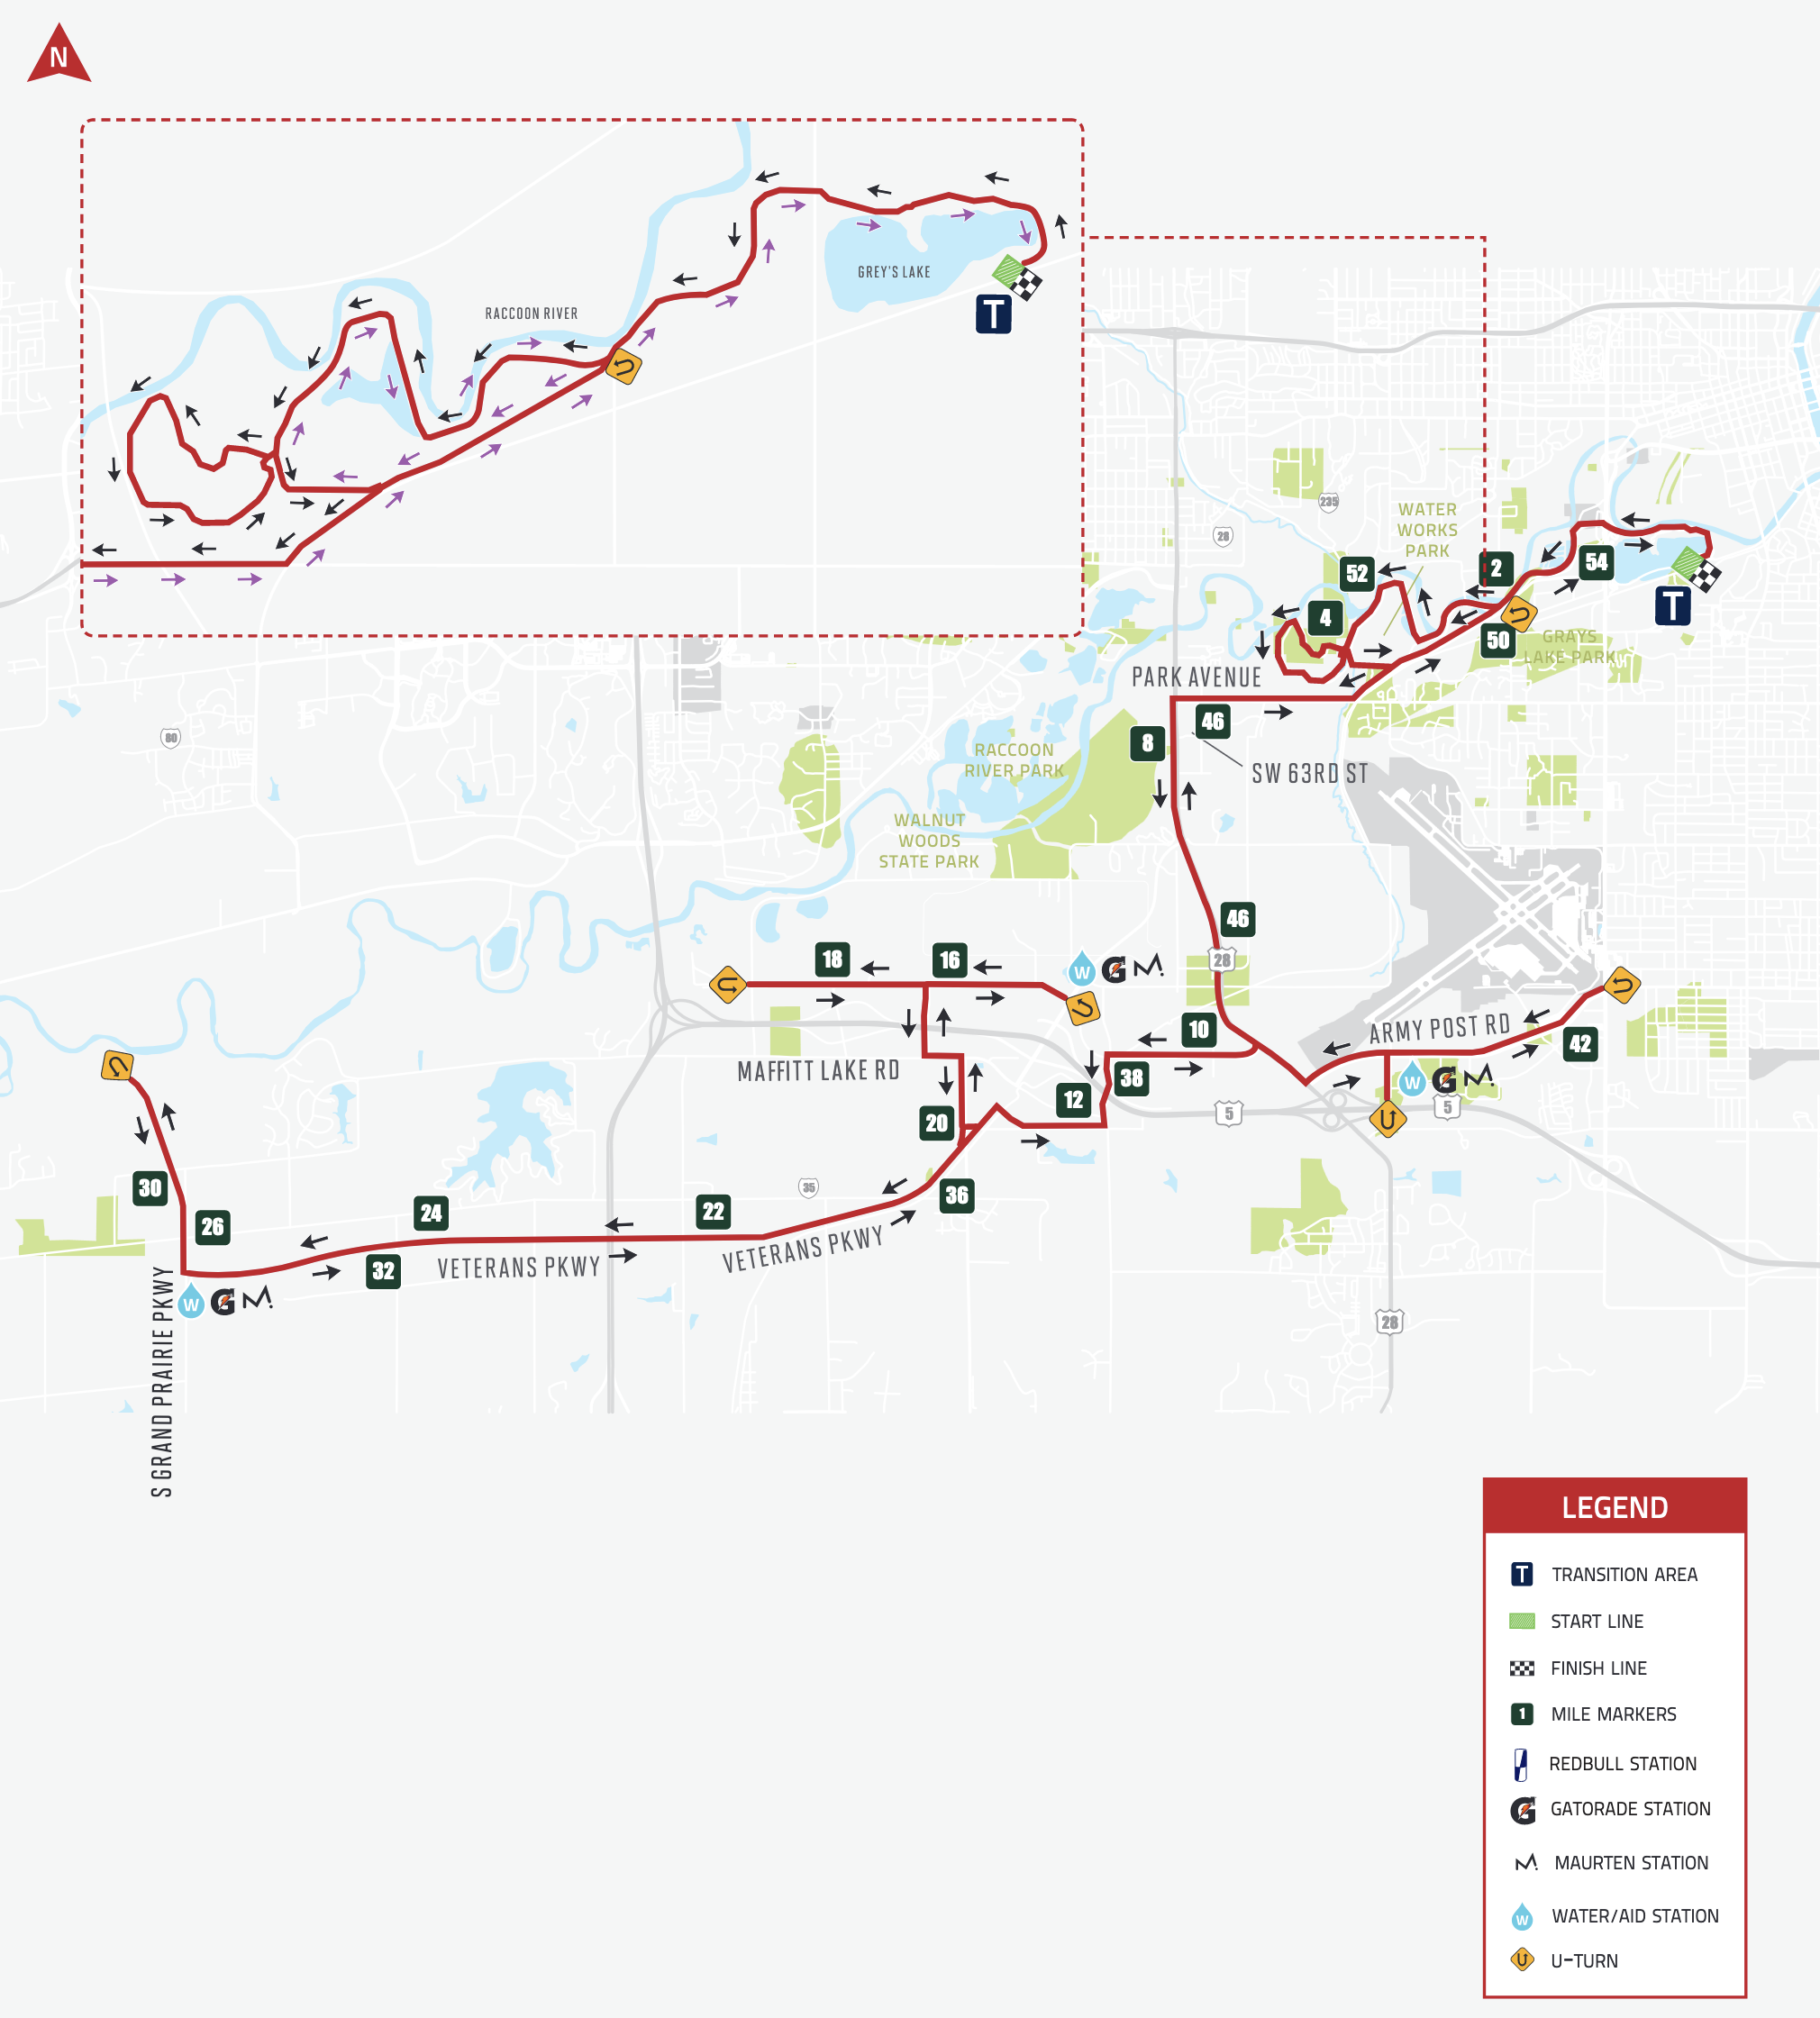 N
RACCOON RIVER
GREY'S LAKE
T
235
28
WATER
WORKS
PARK
52
2
54
4
T
50
GRAYS
LAKE PARK
PARK AVENUE
46
8
80
RACCOON
RIVER PARK
SW 63RD ST
WALNUT
WOODS
STATE PARK
46
28
18
16
W G M.
10
ARMY POST RD
42
MAFFITT LAKE RD
38
W G M.
12
5
5
20
30
35
36
26
24
22
VETERANS PKWY
32
VETERANS PKWY
W G M.
S GRAND PRAIRIE PKWY
28
LEGEND
T TRANSITION AREA
START LINE
FINISH LINE
1 MILE MARKERS
REDBULL STATION
G GATORADE STATION
M. MAURTEN STATION
W WATER/AID STATION
U-TURN